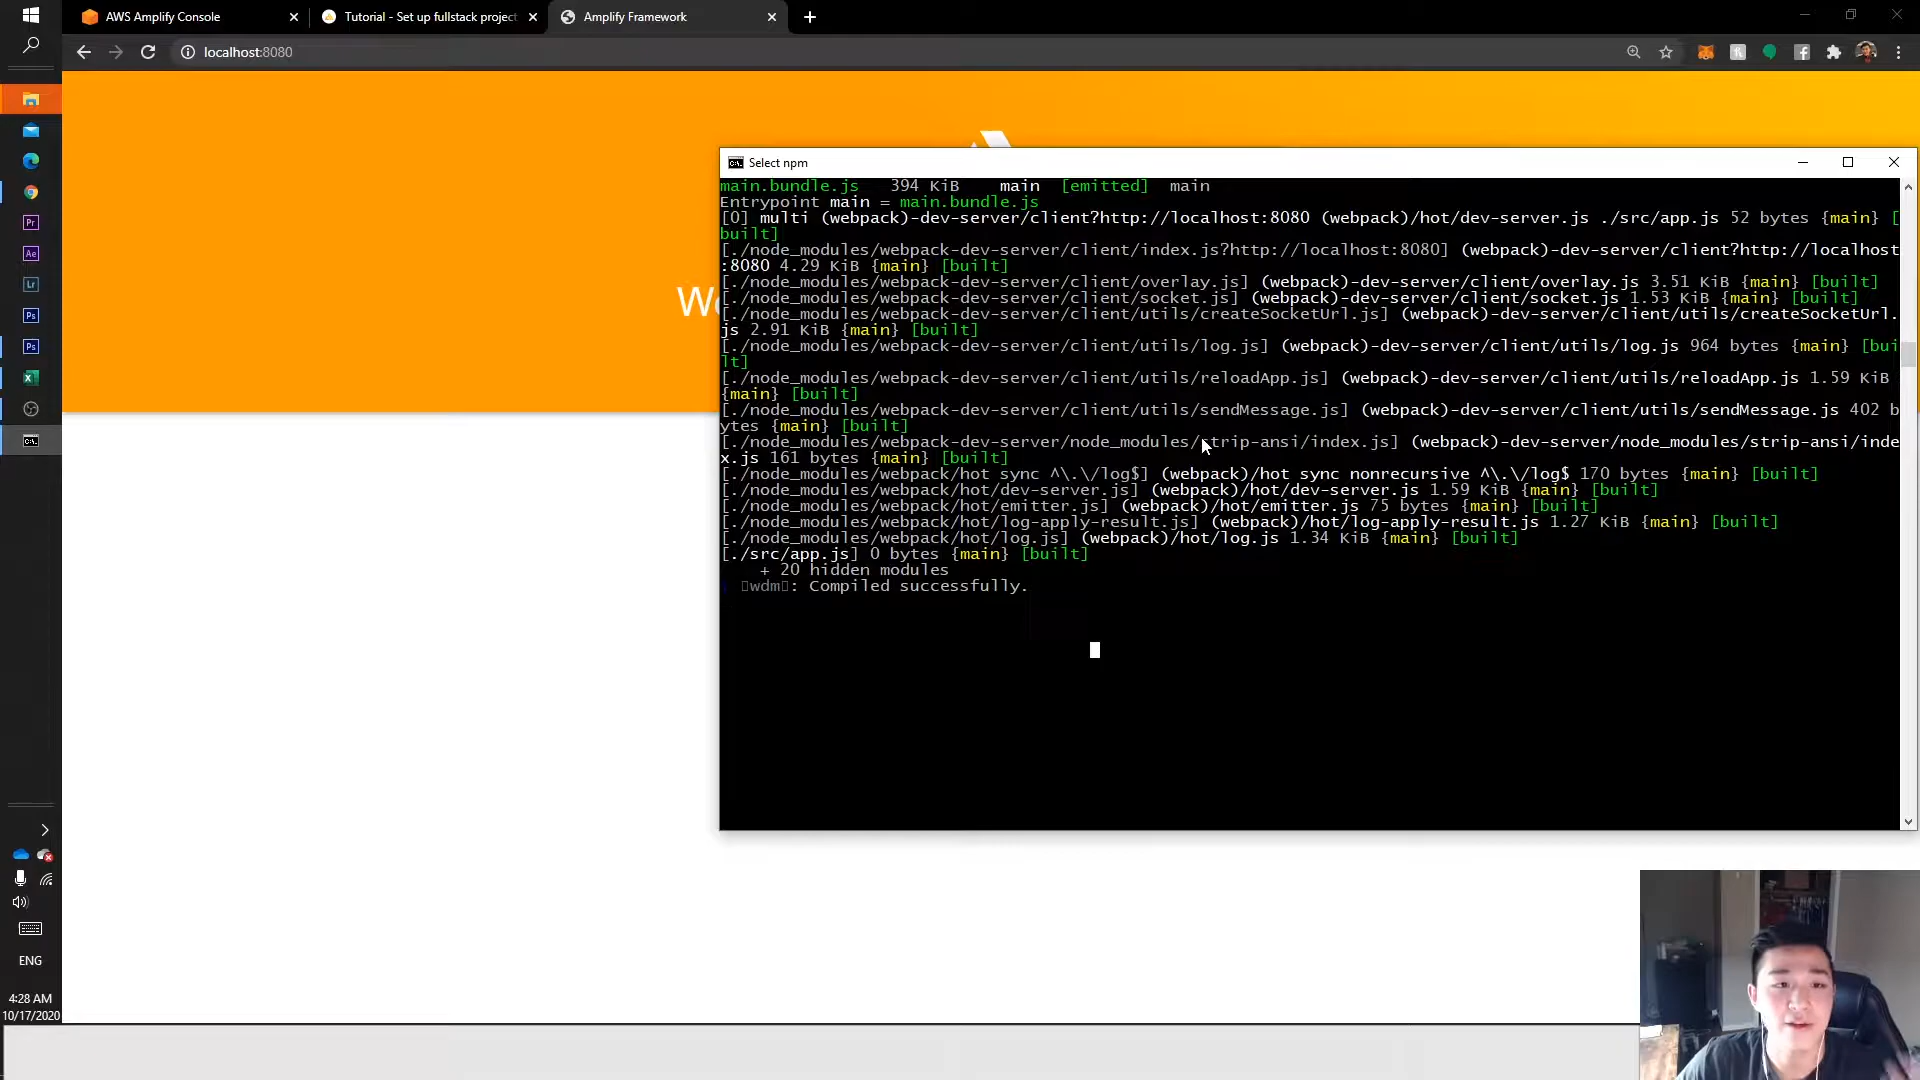 AWS Amplify Console
Tutorial - Set up fullstack project
Amplify Framework
localhost:8080
We
Select npm
main.bundle.js 394 KiB main [emitted] main
Entrypoint main = main.bundle.js
[0] multi (webpack)-dev-server/client?http://localhost:8080 (webpack)/hot/dev-server.js ./src/app.js 52 bytes {main} [
built]
[./node_modules/webpack-dev-server/client/index.js?http://localhost:8080] (webpack)-dev-server/client?http://localhost
:8080 4.29 KiB {main} [built]
[./node_modules/webpack-dev-server/client/overlay.js] (webpack)-dev-server/client/overlay.js 3.51 KiB {main} [built]
[./node_modules/webpack-dev-server/client/socket.js] (webpack)-dev-server/client/socket.js 1.53 KiB {main} [built]
[./node_modules/webpack-dev-server/client/utils/createSocketUrl.js] (webpack)-dev-server/client/utils/createSocketUrl.
js 2.91 KiB {main} [built]
[./node_modules/webpack-dev-server/client/utils/log.js] (webpack)-dev-server/client/utils/log.js 964 bytes {main} [bui
lt]
[./node_modules/webpack-dev-server/client/utils/reloadApp.js] (webpack)-dev-server/client/utils/reloadApp.js 1.59 KiB
{main} [built]
[./node_modules/webpack-dev-server/client/utils/sendMessage.js] (webpack)-dev-server/client/utils/sendMessage.js 402 b
ytes {main} [built]
[./node_modules/webpack-dev-server/node_modules/strip-ansi/index.js] (webpack)-dev-server/node_modules/strip-ansi/inde
x.js 161 bytes {main} [built]
[./node_modules/webpack/hot sync ^\.\/log$] (webpack)/hot sync nonrecursive ^\.\/log$ 170 bytes {main} [built]
[./node_modules/webpack/hot/dev-server.js] (webpack)/hot/dev-server.js 1.59 KiB {main} [built]
[./node_modules/webpack/hot/emitter.js] (webpack)/hot/emitter.js 75 bytes {main} [built]
[./node_modules/webpack/hot/log-apply-result.js] (webpack)/hot/log-apply-result.js 1.27 KiB {main} [built]
[./node_modules/webpack/hot/log.js] (webpack)/hot/log.js 1.34 KiB {main} [built]
[./src/app.js] 0 bytes {main} [built]
+ 20 hidden modules
wdm: Compiled successfully.
Pr
Ae
Lr
Ps
Ps
ENG
4:28 AM
10/17/2020